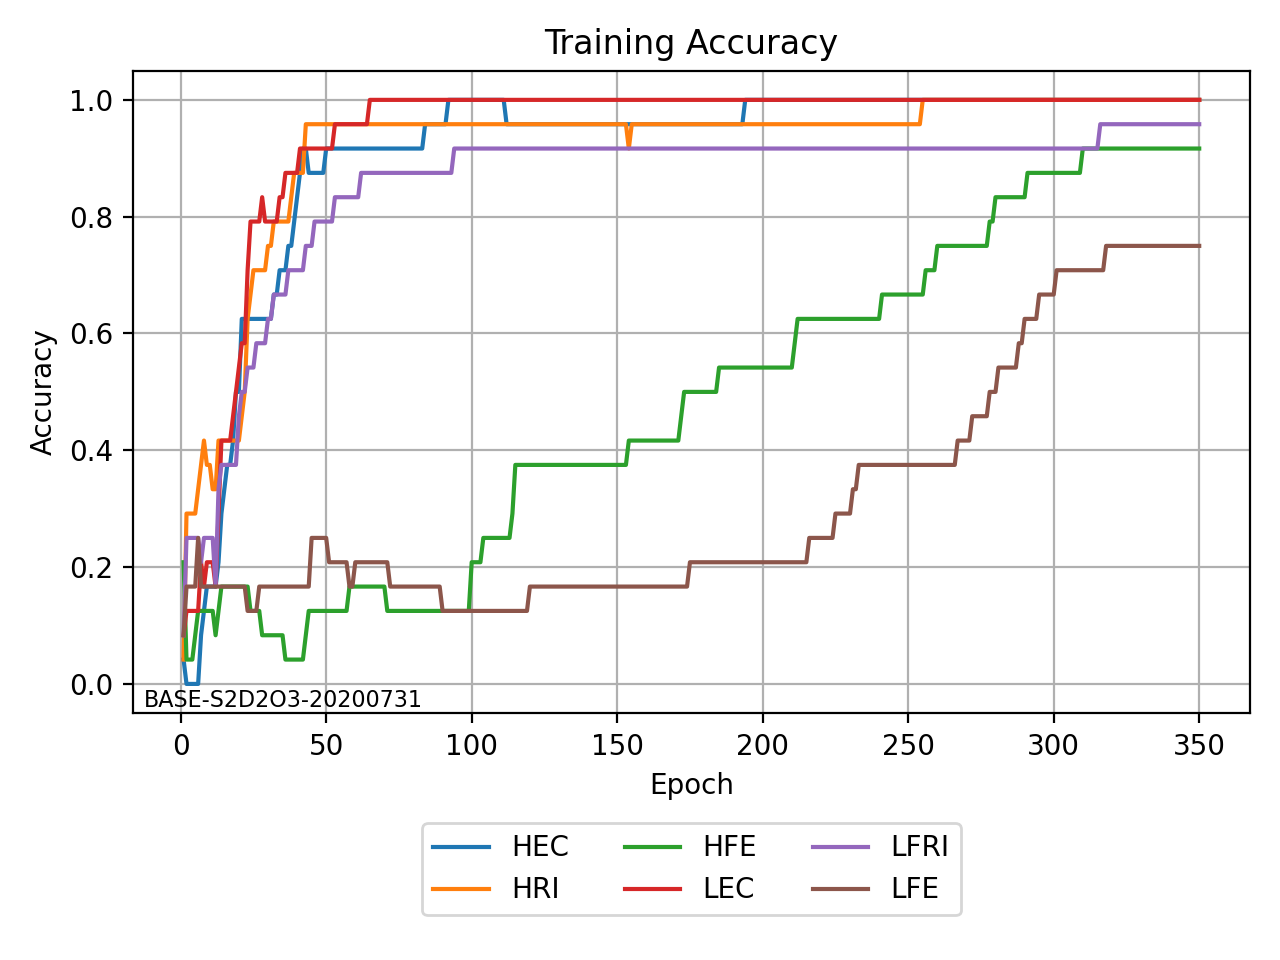 Training Accuracy
1.0
0.8
0.6
0.4
0.2
0.0
Accuracy
BASE-S2D2O3-20200731
0 50 100 150 200 250 300 350
Epoch
HEC HFE LFRI
HRI LEC LFE